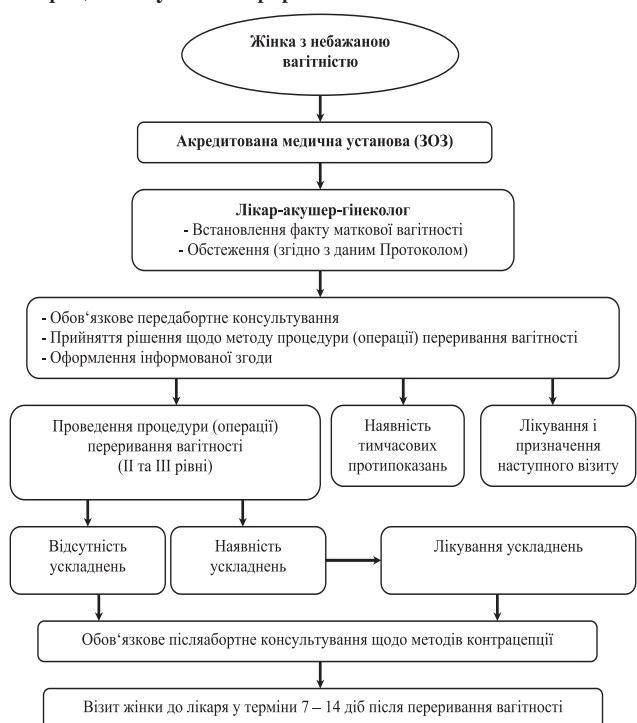 Жінка з небажаною
вагітністю
Акредитована медична установа (ЗОЗ)
Лікар-акушер-гінеколог
- Встановлення факту маткової вагітності
- Обстеження (згідно з даним Протоколом)
- Обов‘язкове передабортне консультування
- Прийняття рішення щодо методу процедури (операції) переривання вагітності
- Оформлення інформованої згоди
Проведення процедури (операції)
переривання вагітності
(II та III рівні)
Наявність
тимчасових
протипоказань
Лікування і
призначення
наступного візиту
Відсутність
ускладнень
Наявність
ускладнень
Лікування ускладнень
Обов‘язкове післяабортне консультування щодо методів контрацепції
Візит жінки до лікаря у терміни 7 – 14 діб після переривання вагітності